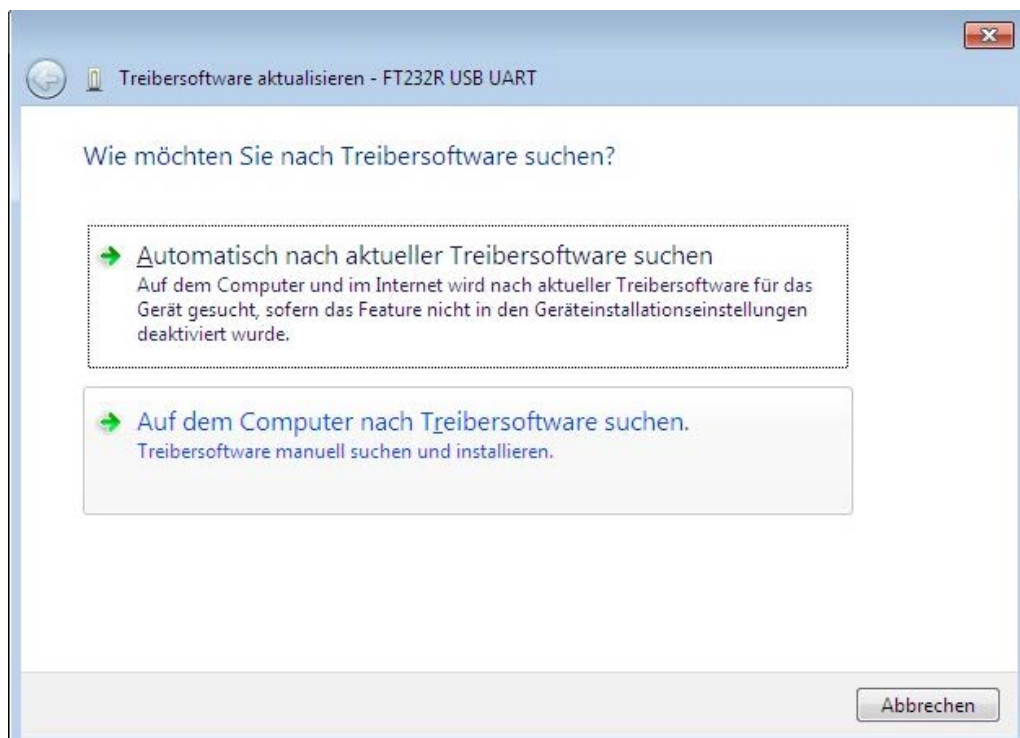 Treibersoftware aktualisieren - FT232R USB UART
Wie möchten Sie nach Treibersoftware suchen?
Automatisch nach aktueller Treibersoftware suchen
Auf dem Computer und im Internet wird nach aktueller Treibersoftware für das
Gerät gesucht, sofern das Feature nicht in den Geräteinstallationseinstellungen
deaktiviert wurde.
Auf dem Computer nach Treibersoftware suchen.
Treibersoftware manuell suchen und installieren.
Abbrechen